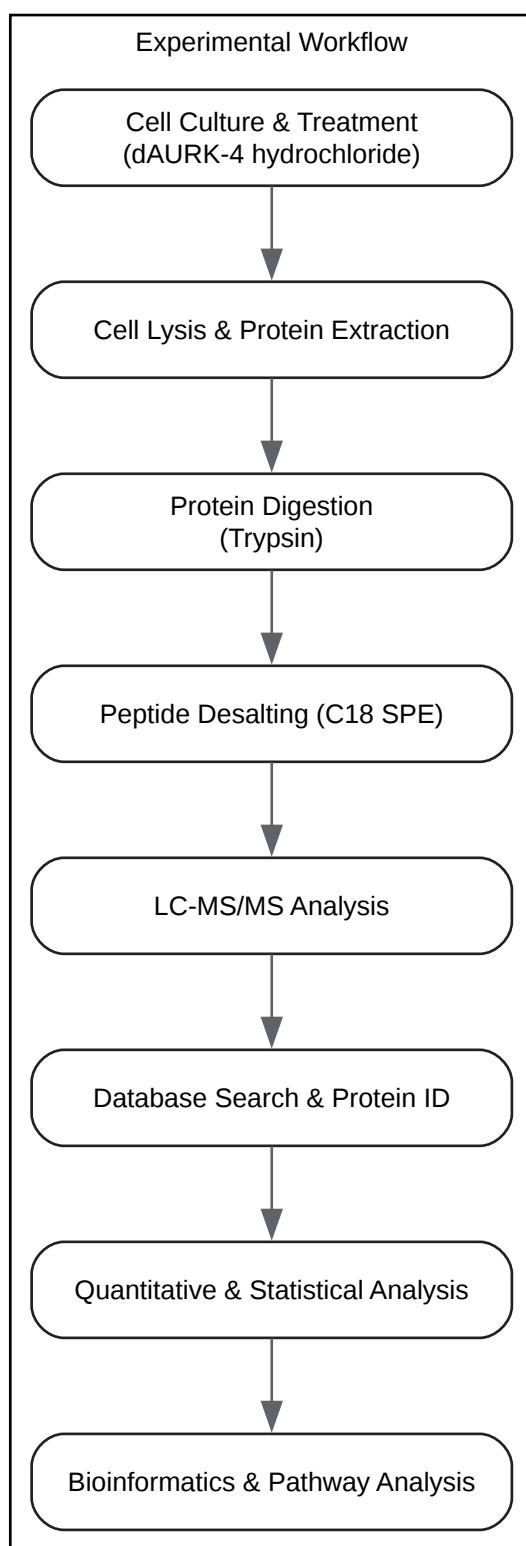 Experimental Workflow
Cell Culture & Treatment
(dAURK-4 hydrochloride)
Cell Lysis & Protein Extraction
Protein Digestion
(Trypsin)
Peptide Desalting (C18 SPE)
LC-MS/MS Analysis
Database Search & Protein ID
Quantitative & Statistical Analysis
Bioinformatics & Pathway Analysis